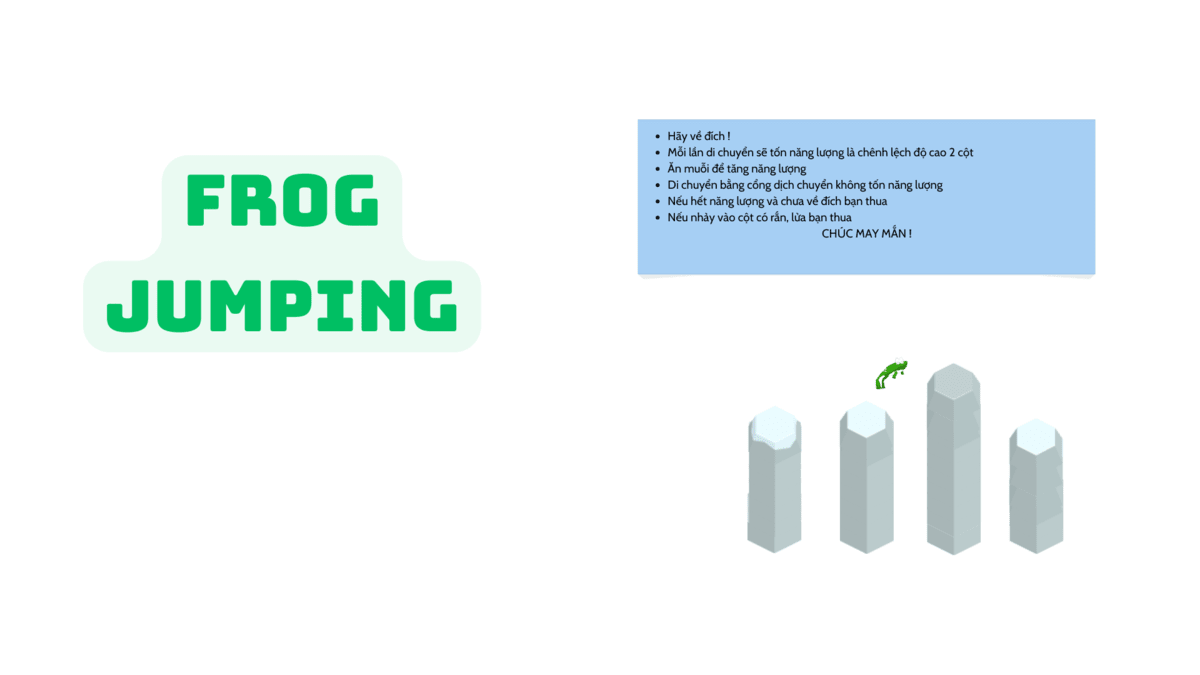 FROG
JUMPING
• Hãy về đích !
• Mỗi lần di chuyển sẽ tốn năng lượng là chênh lệch độ cao 2 cột
• Ăn muỗi để tăng năng lượng
• Di chuyển bằng cổng dịch chuyển không tốn năng lượng
• Nếu hết năng lượng và chưa về đích bạn thua
• Nếu nhảy vào cột có rắn, lửa bạn thua
CHÚC MAY MẮN !